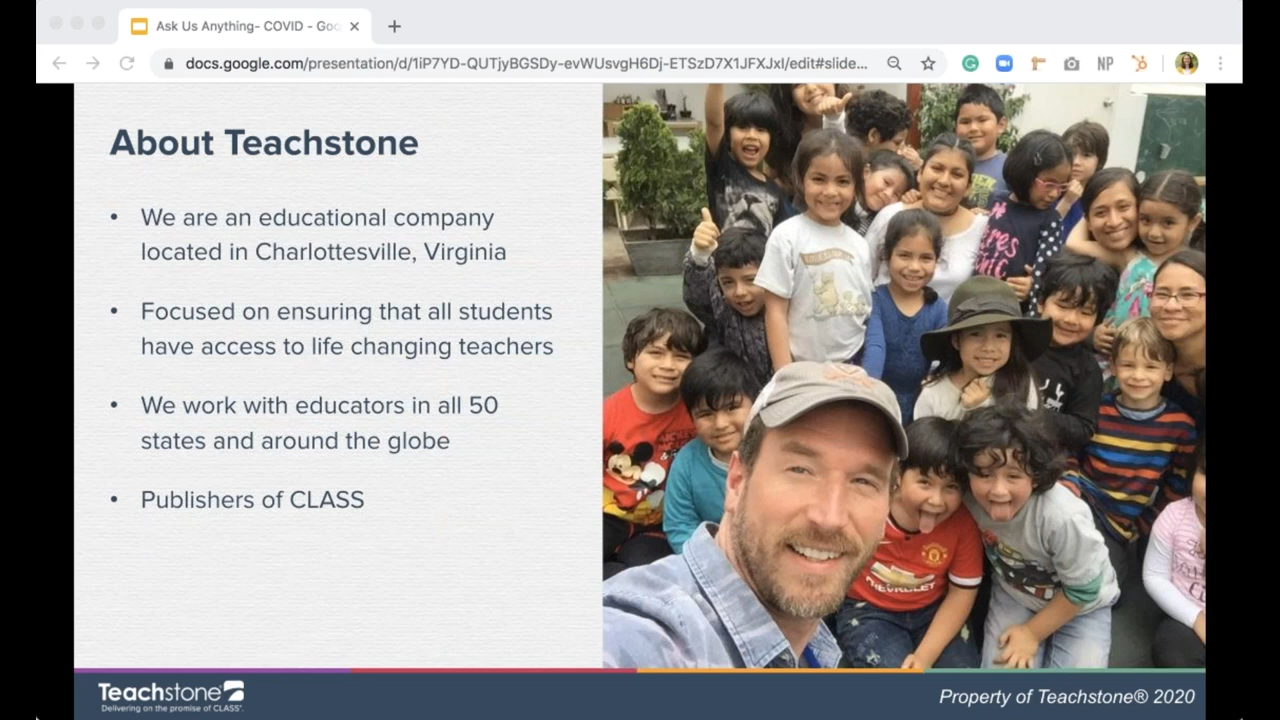 Ask Us Anything- COVID - Goo
docs.google.com/presentation/d/1iP7YD-QUTjyBGSDy-evWUsvgH6Dj-ETSzD7X1JFXJxI/edit#slide...
NP
About Teachstone
• We are an educational company
located in Charlottesville, Virginia
• Focused on ensuring that all students
have access to life changing teachers
• We work with educators in all 50
states and around the globe
• Publishers of CLASS
CHEVROLET
Teachstone®
Delivering on the promise of CLASS®.
Property of Teachstone® 2020